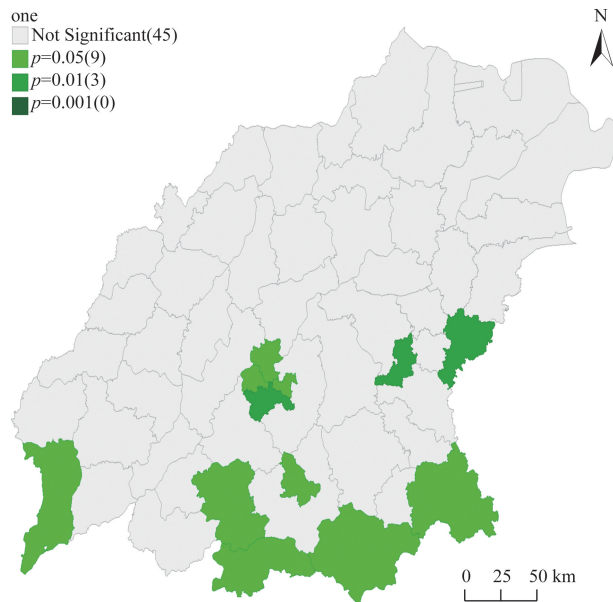 one
Not Significant(45)
p=0.05(9)
p=0.01(3)
p=0.001(0)
N
0 25 50 km